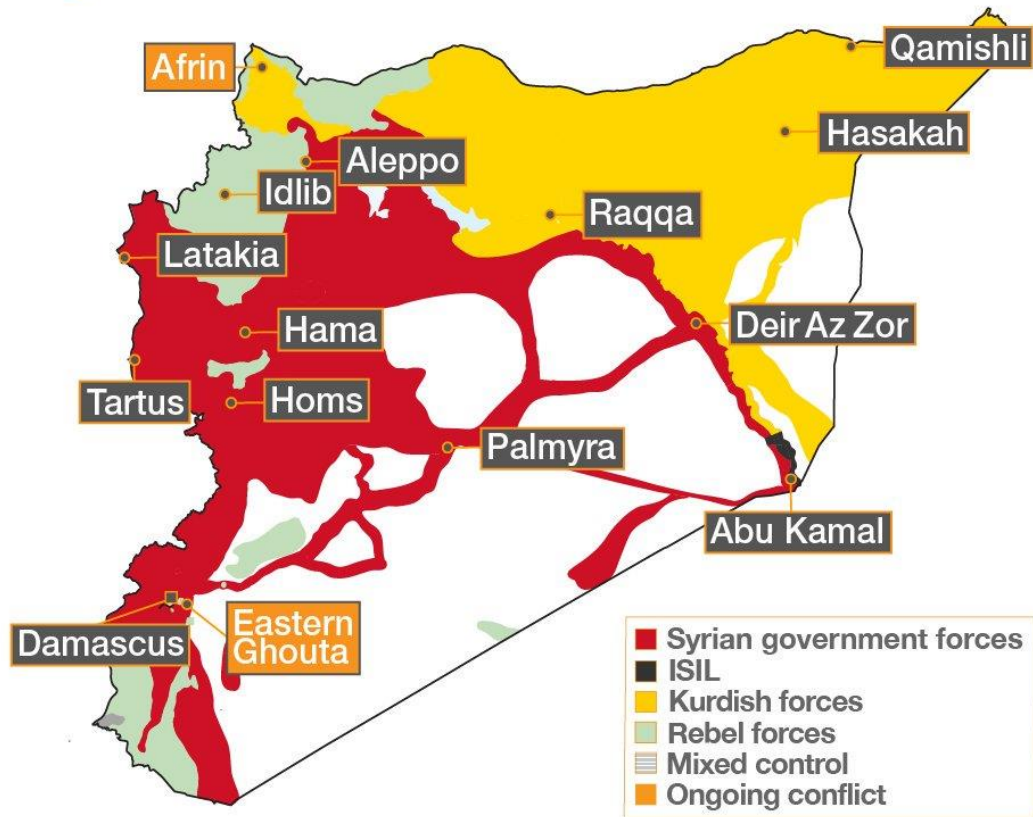 Afrin
Qamishli
Hasakah
Aleppo
Idlib
Raqqa
Latakia
Deir Az Zor
Hama
Tartus
Homs
Palmyra
Abu Kamal
Damascus
Eastern
Ghouta
Syrian government forces
ISIL
Kurdish forces
Rebel forces
Mixed control
Ongoing conflict